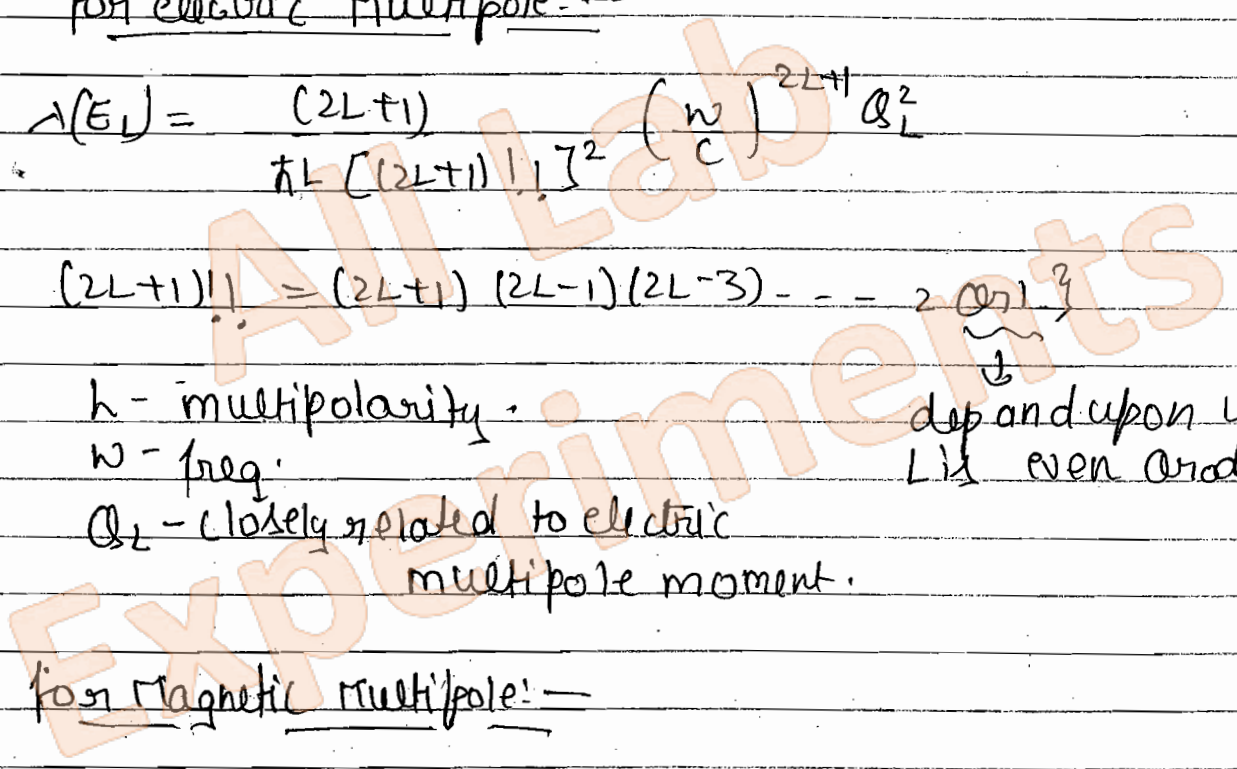 for electric Multipole:-
λ(E_L) = (2L+1) / ħL [(2L+1)!!]² (w/c)^{2L+1} Q_L²
(2L+1)!! = (2L+1) (2L-1) (2L-3) - - - 2 or 1 }
↓
L - multipolarity.
depand upon
w - freq.
L is even or od
Q_L - closely related to electric
multipole moment.
for Magnetic Multipole:-
All Lab
Experiments